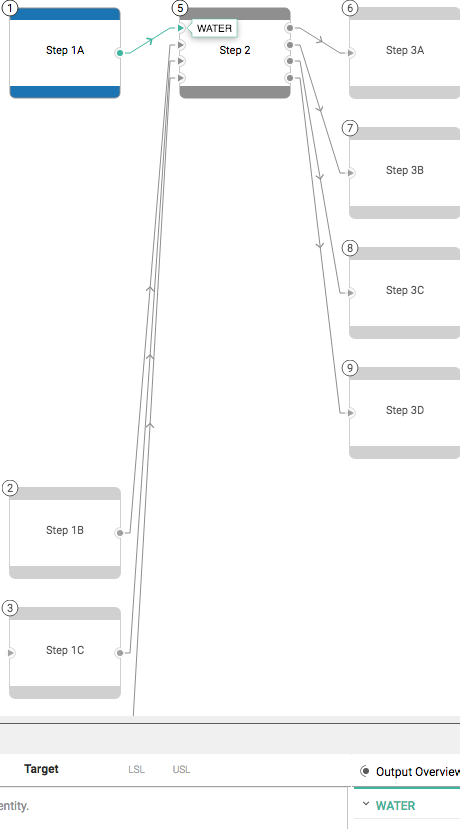 1
Step 1A
5
WATER
Step 2
6
Step 3A
7
Step 3B
8
Step 3C
9
Step 3D
2
Step 1B
3
Step 1C
Target LSL USL
Output Overview
entity.
WATER